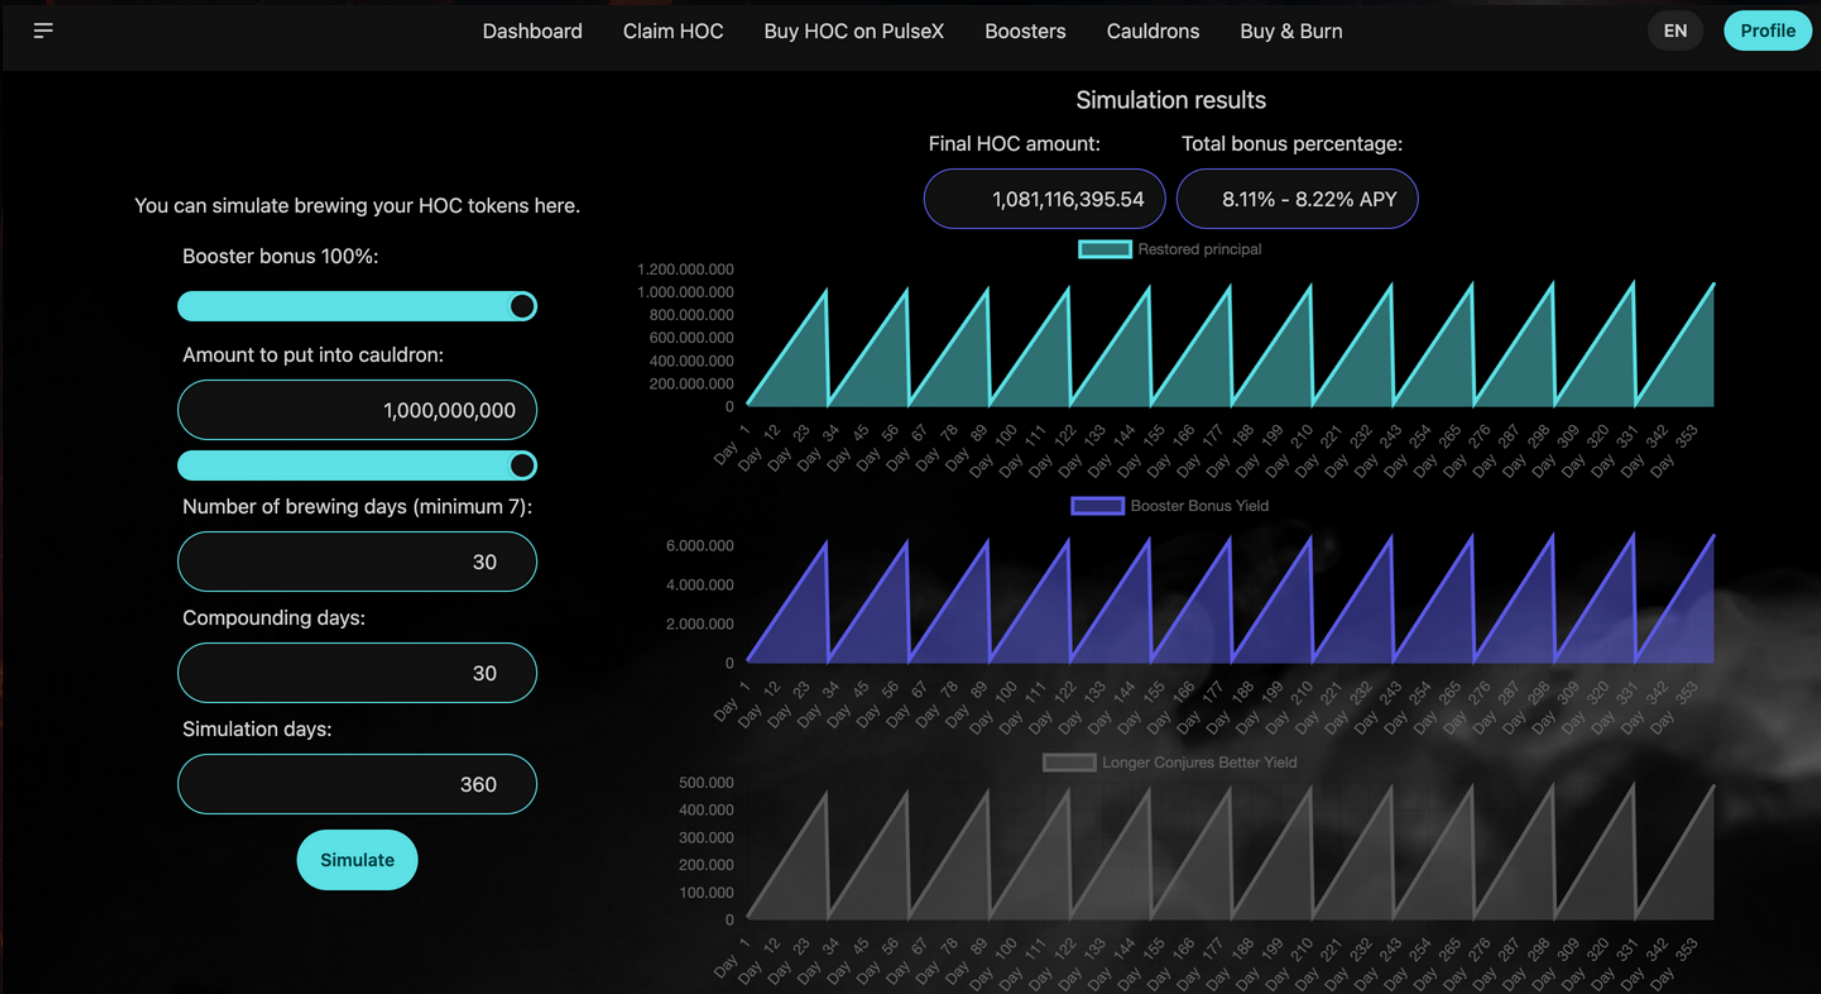 Dashboard Claim HOC Buy HOC on PulseX Boosters Cauldrons Buy & Burn EN Profile
You can simulate brewing your HOC tokens here.
Booster bonus 100%:
Amount to put into cauldron:
1,000,000,000
Number of brewing days (minimum 7):
30
Compounding days:
30
Simulation days:
360
Simulate
Simulation results
Final HOC amount: Total bonus percentage:
1,081,116,395.54 8.11% - 8.22% APY
Restored principal
1.200.000.000
1.000.000.000
800.000.000
600.000.000
400.000.000
200.000.000
0
Day 1 Day 12 Day 23 Day 34 Day 45 Day 56 Day 67 Day 78 Day 89 Day 100 Day 111 Day 122 Day 133 Day 144 Day 155 Day 166 Day 177 Day 188 Day 199 Day 210 Day 221 Day 232 Day 243 Day 254 Day 265 Day 276 Day 287 Day 298 Day 309 Day 320 Day 331 Day 342 Day 353
Booster Bonus Yield
6.000.000
4.000.000
2.000.000
0
Day 1 Day 12 Day 23 Day 34 Day 45 Day 56 Day 67 Day 78 Day 89 Day 100 Day 111 Day 122 Day 133 Day 144 Day 155 Day 166 Day 177 Day 188 Day 199 Day 210 Day 221 Day 232 Day 243 Day 254 Day 265 Day 276 Day 287 Day 298 Day 309 Day 320 Day 331 Day 342 Day 353
Longer Conjures Better Yield
500.000
400.000
300.000
200.000
100.000
0
Day 1 Day 12 Day 23 Day 34 Day 45 Day 56 Day 67 Day 78 Day 89 Day 100 Day 111 Day 122 Day 133 Day 144 Day 155 Day 166 Day 177 Day 188 Day 199 Day 210 Day 221 Day 232 Day 243 Day 254 Day 265 Day 276 Day 287 Day 298 Day 309 Day 320 Day 331 Day 342 Day 353